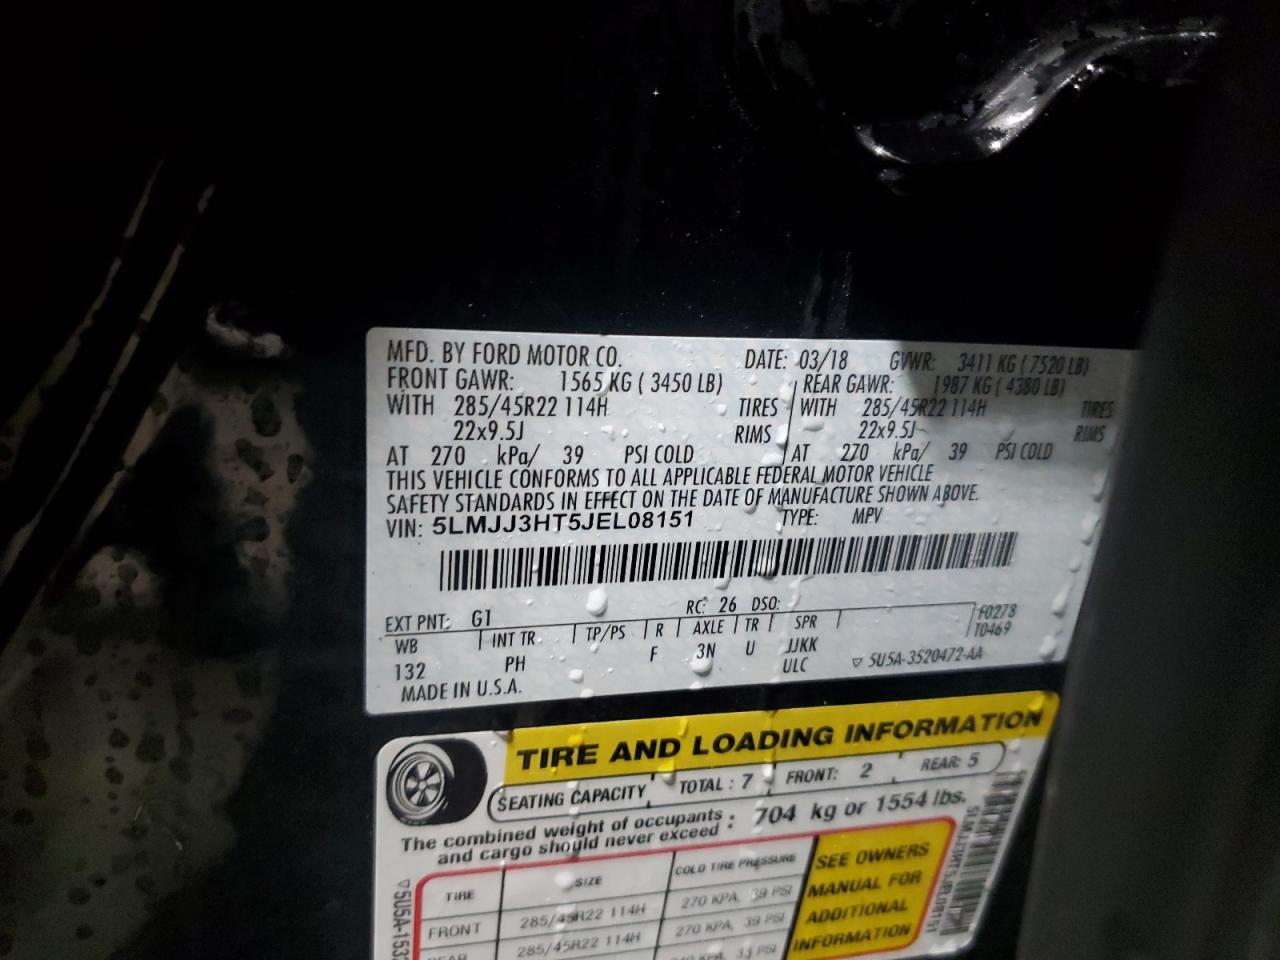 MFD. BY FORD MOTOR CO. DATE: 03/18 GVWR: 3411 KG ( 7520 LB)
FRONT GAWR: 1565 KG ( 3450 LB) REAR GAWR: 1987 KG ( 4380 LB)
WITH 285/45R22 114H TIRES WITH 285/45R22 114H TIRES
22x9.5J RIMS 22x9.5J RIMS
AT 270 kPa/ 39 PSI COLD AT 270 kPa/ 39 PSI COLD
THIS VEHICLE CONFORMS TO ALL APPLICABLE FEDERAL MOTOR VEHICLE
SAFETY STANDARDS IN EFFECT ON THE DATE OF MANUFACTURE SHOWN ABOVE.
VIN: 5LMJJ3HT5JEL08151 TYPE: MPV
EXT PNT: G1 RC: 26 DSO: F0278
WB INT TR TP/PS R AXLE TR SPR T0469
132 PH F 3N U JJKK
ULC ▽ 5U5A-3520472-AA
MADE IN U.S.A.
TIRE AND LOADING INFORMATION
SEATING CAPACITY TOTAL : 7 FRONT: 2 REAR: 5
The combined weight of occupants : 704 kg or 1554 lbs.
and cargo should never exceed
TIRE SIZE COLD TIRE PRESSURE
FRONT 285/45R22 114H 270 KPA, 39 PSI
REAR 285/45R22 114H 270 KPA, 39 PSI
33 PSI
SEE OWNERS
MANUAL FOR
ADDITIONAL
INFORMATION
5LMJJ3HT5JEL08151